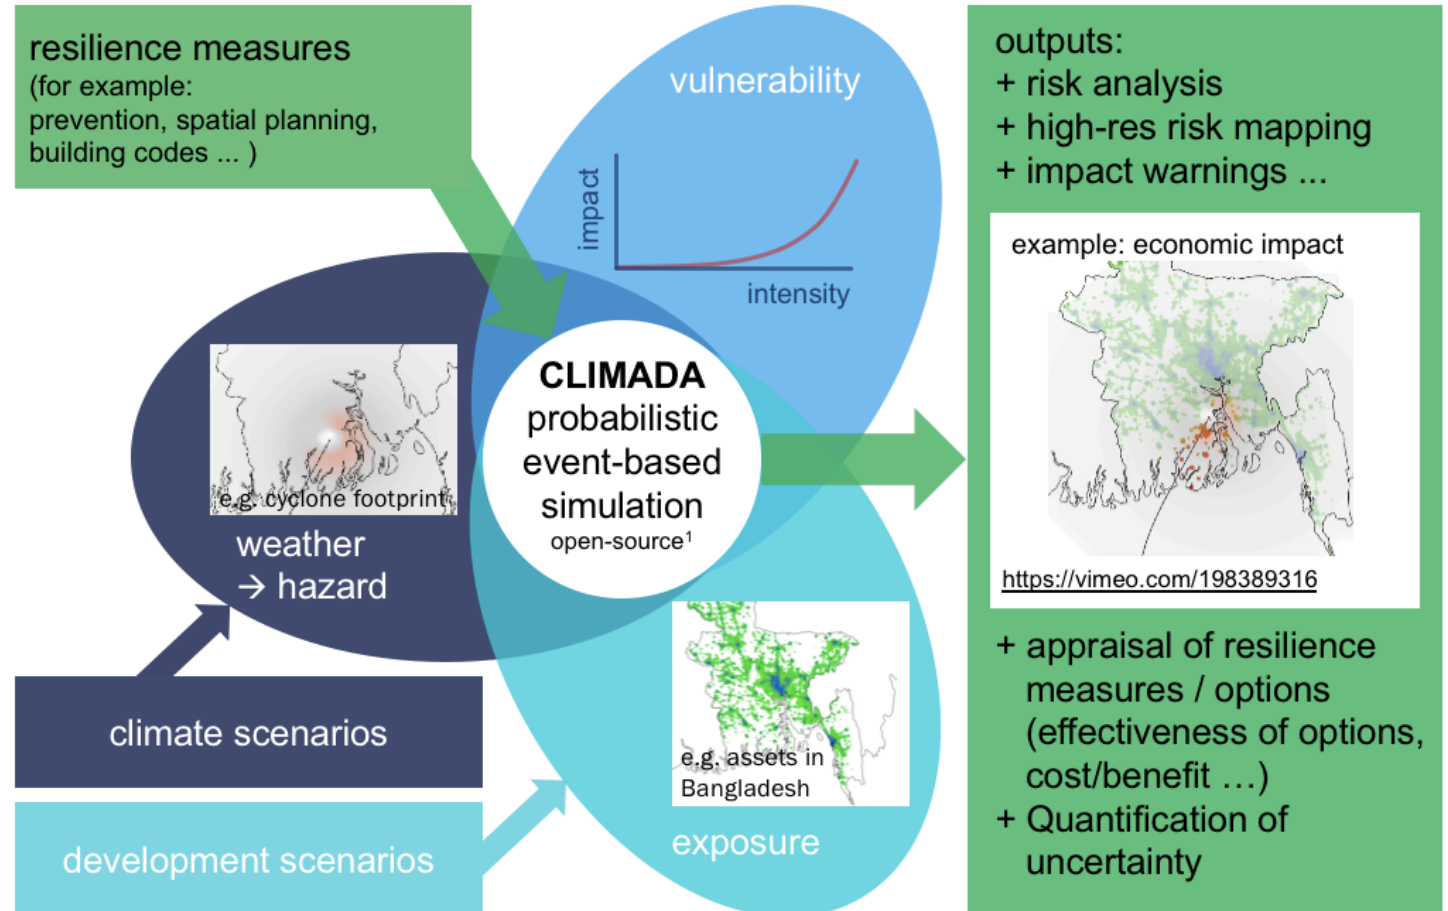 resilience measures
(for example:
prevention, spatial planning,
building codes ... )
vulnerability
impact
intensity
CLIMADA
probabilistic
event-based
simulation
open-source¹
e.g. cyclone footprint
weather
→ hazard
climate scenarios
development scenarios
e.g. assets in
Bangladesh
exposure
outputs:
+ risk analysis
+ high-res risk mapping
+ impact warnings ...
example: economic impact
https://vimeo.com/198389316
+ appraisal of resilience
measures / options
(effectiveness of options,
cost/benefit …)
+ Quantification of
uncertainty